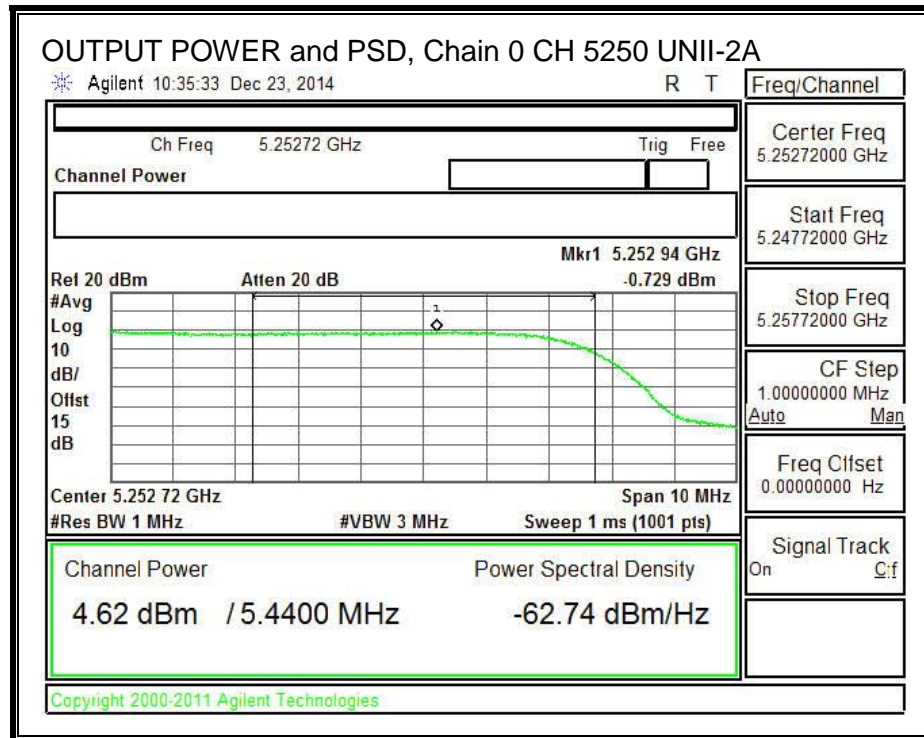 OUTPUT POWER and PSD, Chain 0 CH 5250 UNII-2A
Agilent 10:35:33 Dec 23, 2014 R T
Freq/Channel
Ch Freq 5.25272 GHz Trig Free
Channel Power
Center Freq
5.25272000 GHz
Start Freq
5.24772000 GHz
Mkr1 5.252 94 GHz
Ref 20 dBm Atten 20 dB -0.729 dBm
#Avg
Log
10
dB/
Offst
15
dB
1
Stop Freq
5.25772000 GHz
CF Step
1.00000000 MHz
Auto Man
Center 5.252 72 GHz Span 10 MHz
#Res BW 1 MHz #VBW 3 MHz Sweep 1 ms (1001 pts)
Freq Offset
0.00000000 Hz
Signal Track
On Off
Channel Power Power Spectral Density
4.62 dBm / 5.4400 MHz -62.74 dBm/Hz
Copyright 2000-2011 Agilent Technologies